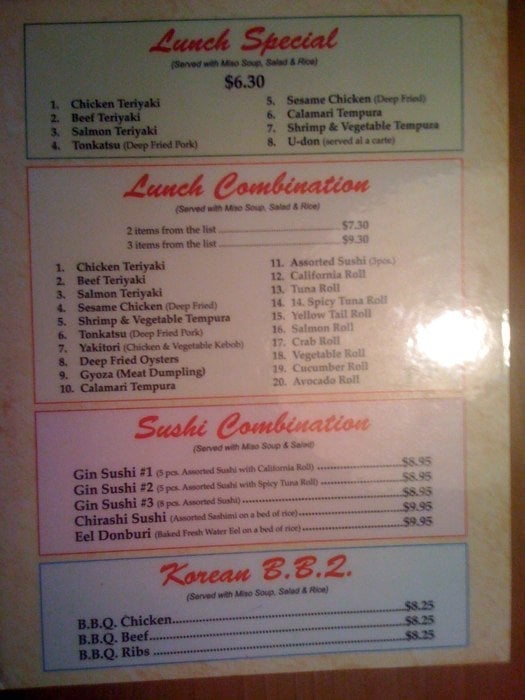 Lunch Special
(Served with Miso Soup, Salad & Rice)
$6.30
1. Chicken Teriyaki
2. Beef Teriyaki
3. Salmon Teriyaki
4. Tonkatsu (Deep Fried Pork)
5. Sesame Chicken (Deep Fried)
6. Calamari Tempura
7. Shrimp & Vegetable Tempura
8. U-don (served al a carte)
Lunch Combination
(Served with Miso Soup, Salad & Rice)
2 items from the list $7.30
3 items from the list $9.30
1. Chicken Teriyaki
2. Beef Teriyaki
3. Salmon Teriyaki
4. Sesame Chicken (Deep Fried)
5. Shrimp & Vegetable Tempura
6. Tonkatsu (Deep Fried Pork)
7. Yakitori (Chicken & Vegetable Kebob)
8. Deep Fried Oysters
9. Gyoza (Meat Dumpling)
10. Calamari Tempura
11. Assorted Sushi (3pcs.)
12. California Roll
13. Tuna Roll
14. 14. Spicy Tuna Roll
15. Yellow Tail Roll
16. Salmon Roll
17. Crab Roll
18. Vegetable Roll
19. Cucumber Roll
20. Avocado Roll
Sushi Combination
(Served with Miso Soup & Salad)
Gin Sushi #1 (5 pcs. Assorted Sushi with California Roll) $8.95
Gin Sushi #2 (5 pcs. Assorted Sushi with Spicy Tuna Roll) $8.95
Gin Sushi #3 (8 pcs. Assorted Sushi) $8.95
Chirashi Sushi (Assorted Sashimi on a bed of rice) $9.95
Eel Donburi (Baked Fresh Water Eel on a bed of rice) $9.95
Korean B.B.Q.
(Served with Miso Soup, Salad & Rice)
B.B.Q. Chicken $8.25
B.B.Q. Beef $8.25
B.B.Q. Ribs $8.25